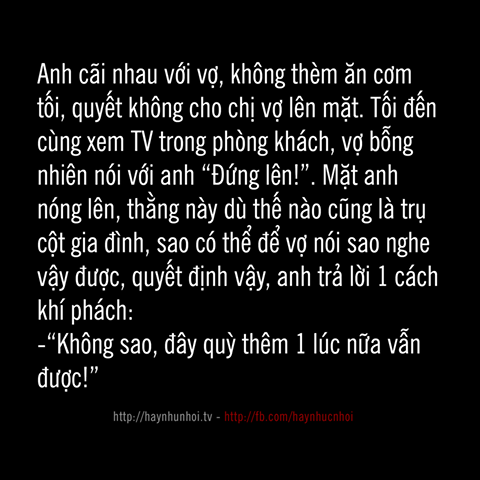 Anh cãi nhau với vợ, không thèm ăn cơm
tối, quyết không cho chị vợ lên mặt. Tối đến
cùng xem TV trong phòng khách, vợ bỗng
nhiên nói với anh “Đứng lên!”. Mặt anh
nóng lên, thằng này dù thế nào cũng là trụ
cột gia đình, sao có thể để vợ nói sao nghe
vậy được, quyết định vậy, anh trả lời 1 cách
khí phách:
-“Không sao, đây quỳ thêm 1 lúc nữa vẫn
được!”
http://haynhunhoi.tv - http://fb.com/haynhucnhoi